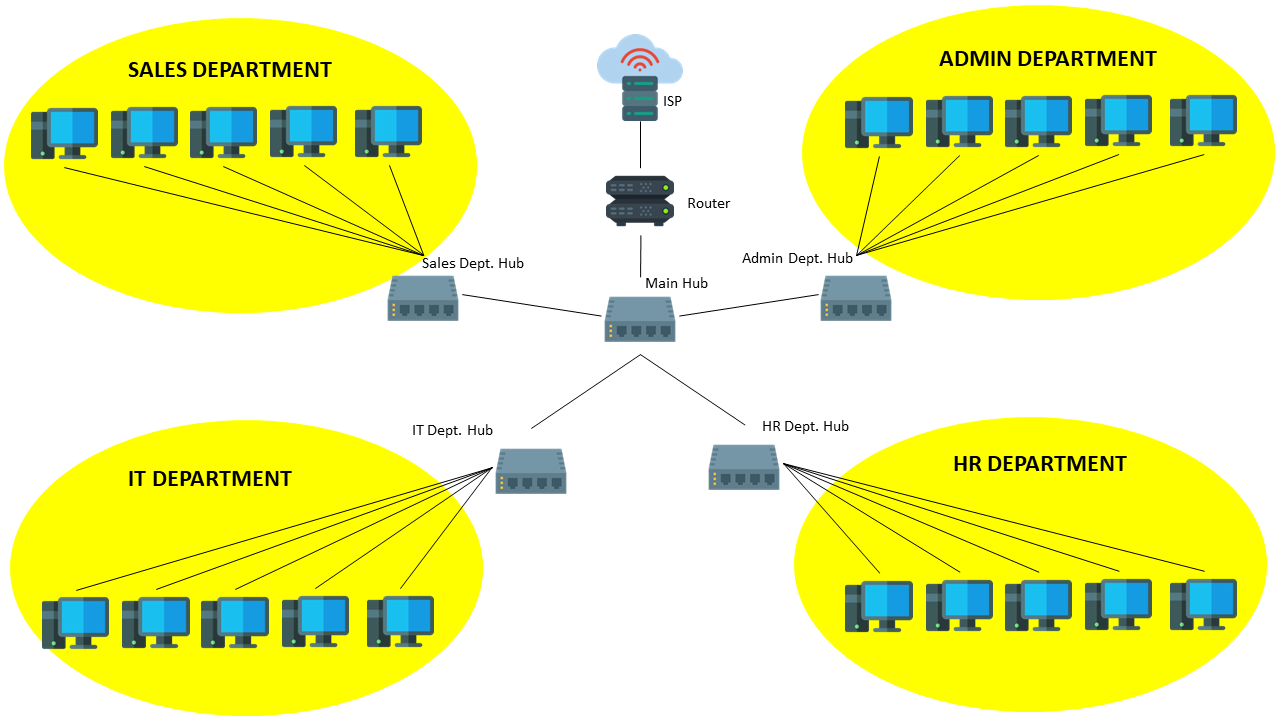 SALES DEPARTMENT
ADMIN DEPARTMENT
ISP
Router
Sales Dept. Hub
Admin Dept. Hub
Main Hub
IT Dept. Hub
HR Dept. Hub
IT DEPARTMENT
HR DEPARTMENT